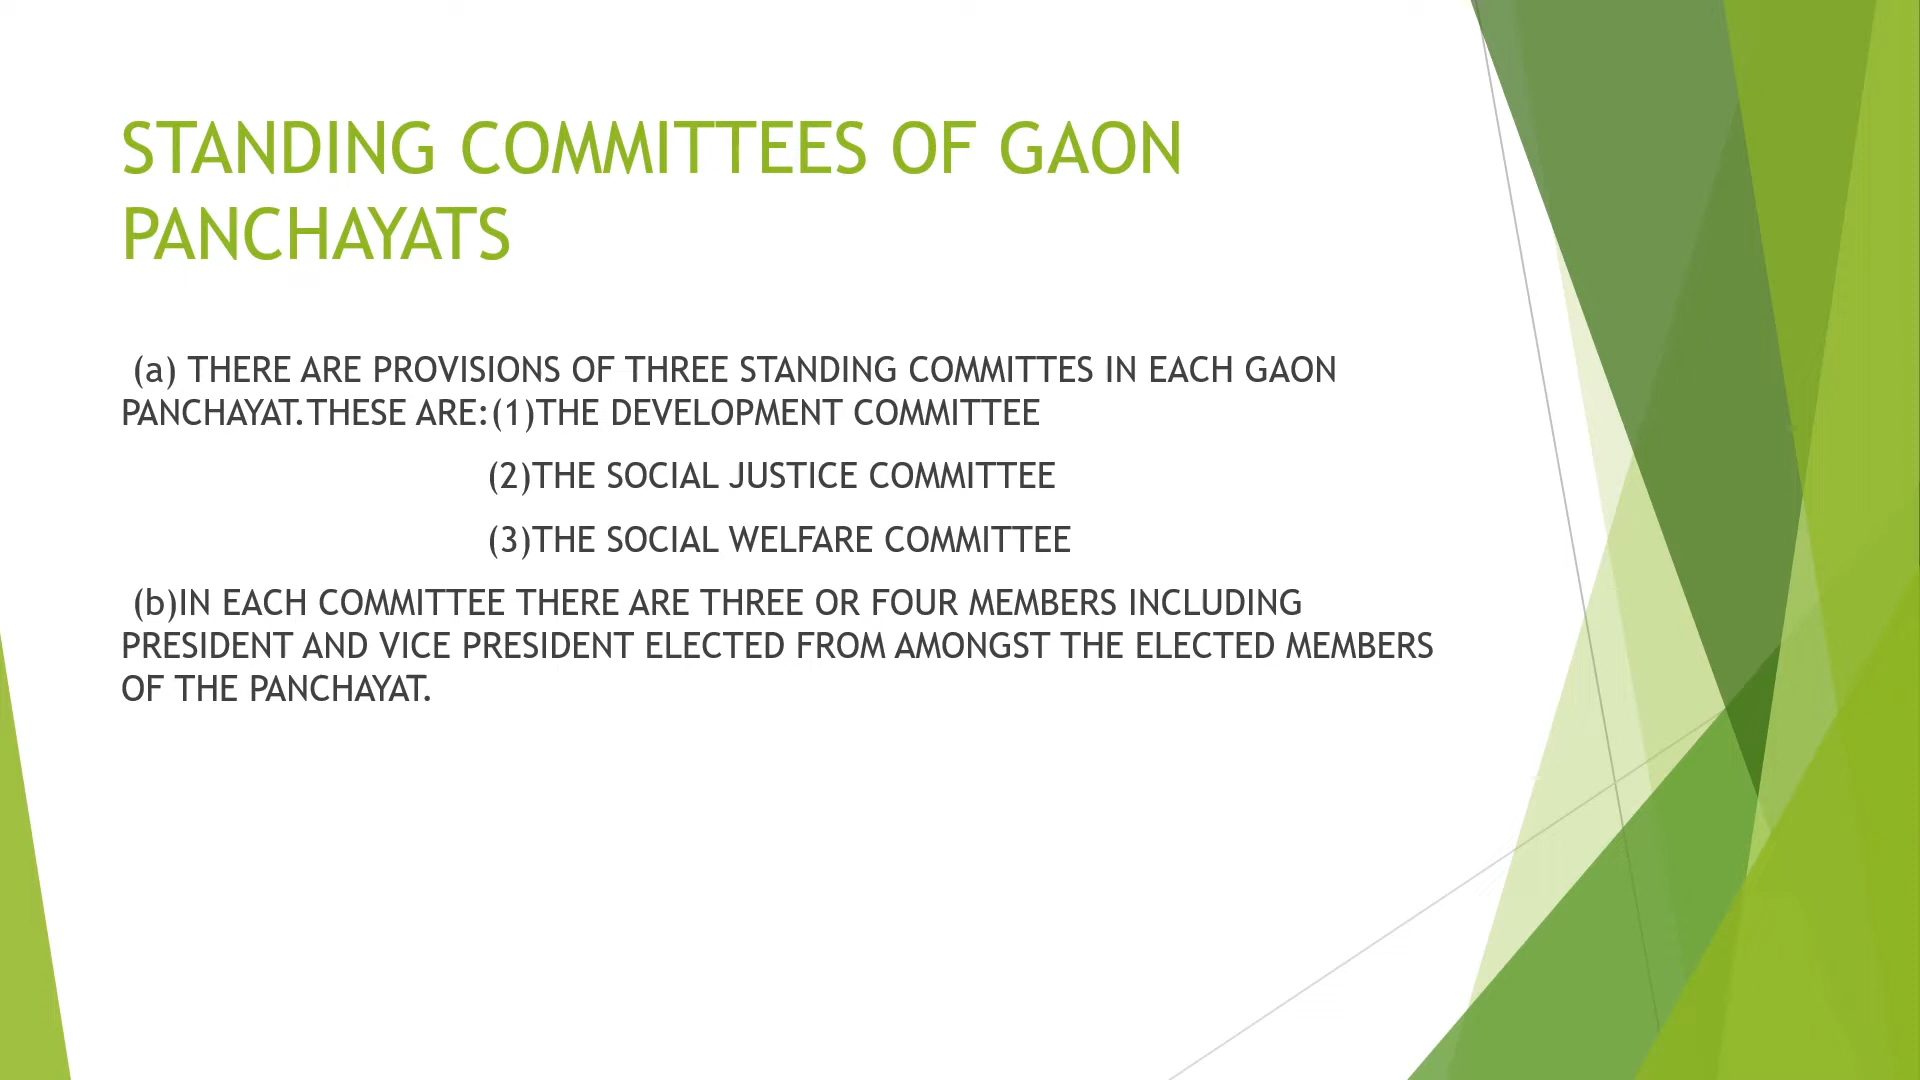 STANDING COMMITTEES OF GAON
PANCHAYATS
(a) THERE ARE PROVISIONS OF THREE STANDING COMMITTES IN EACH GAON
PANCHAYAT.THESE ARE:(1)THE DEVELOPMENT COMMITTEE
(2)THE SOCIAL JUSTICE COMMITTEE
(3)THE SOCIAL WELFARE COMMITTEE
(b)IN EACH COMMITTEE THERE ARE THREE OR FOUR MEMBERS INCLUDING
PRESIDENT AND VICE PRESIDENT ELECTED FROM AMONGST THE ELECTED MEMBERS
OF THE PANCHAYAT.